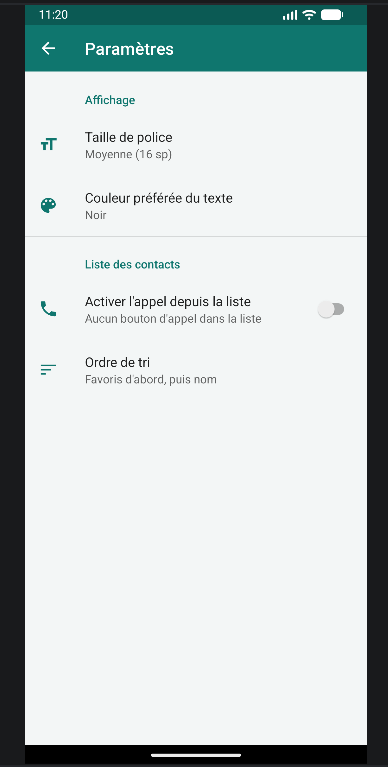 11:20
Paramètres
Affichage
Taille de police
Moyenne (16 sp)
Couleur préférée du texte
Noir
Liste des contacts
Activer l'appel depuis la liste
Aucun bouton d'appel dans la liste
Ordre de tri
Favoris d'abord, puis nom